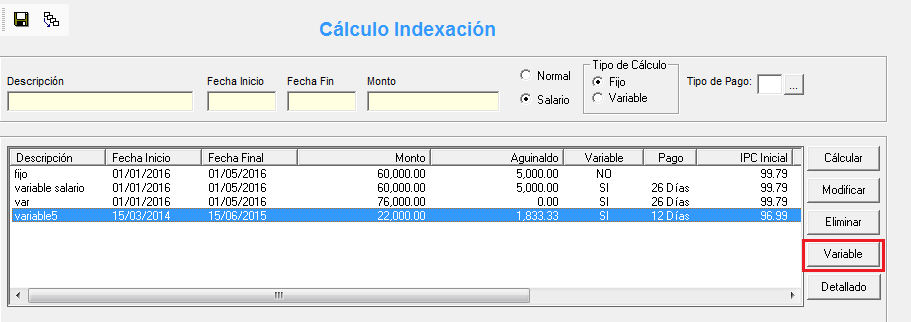 Cálculo Indexación
Tipo de Cálculo
Descripción Fecha Inicio Fecha Fin Monto Normal Fijo Tipo de Pago: ...
Salario Variable
Descripción Fecha Inicio Fecha Final Monto Aguinaldo Variable Pago IPC Inicial Cálcular
fijo 01/01/2016 01/05/2016 60,000.00 5,000.00 NO 99.79
variable salario 01/01/2016 01/05/2016 60,000.00 5,000.00 SI 26 Días 99.79 Modificar
var 01/01/2016 01/05/2016 76,000.00 0.00 SI 26 Días 99.79
variable5 15/03/2014 15/06/2015 22,000.00 1,833.33 SI 12 Días 96.99 Eliminar
Variable
Detallado